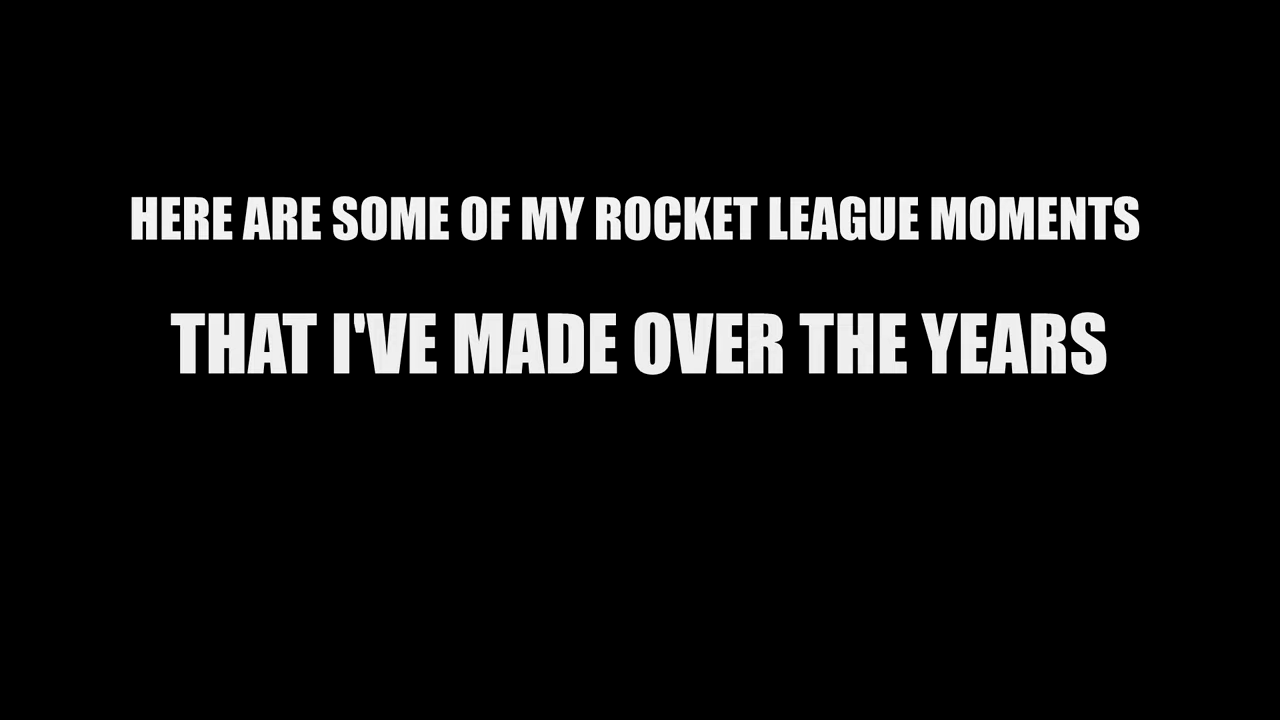 HERE ARE SOME OF MY ROCKET LEAGUE MOMENTS
THAT I'VE MADE OVER THE YEARS